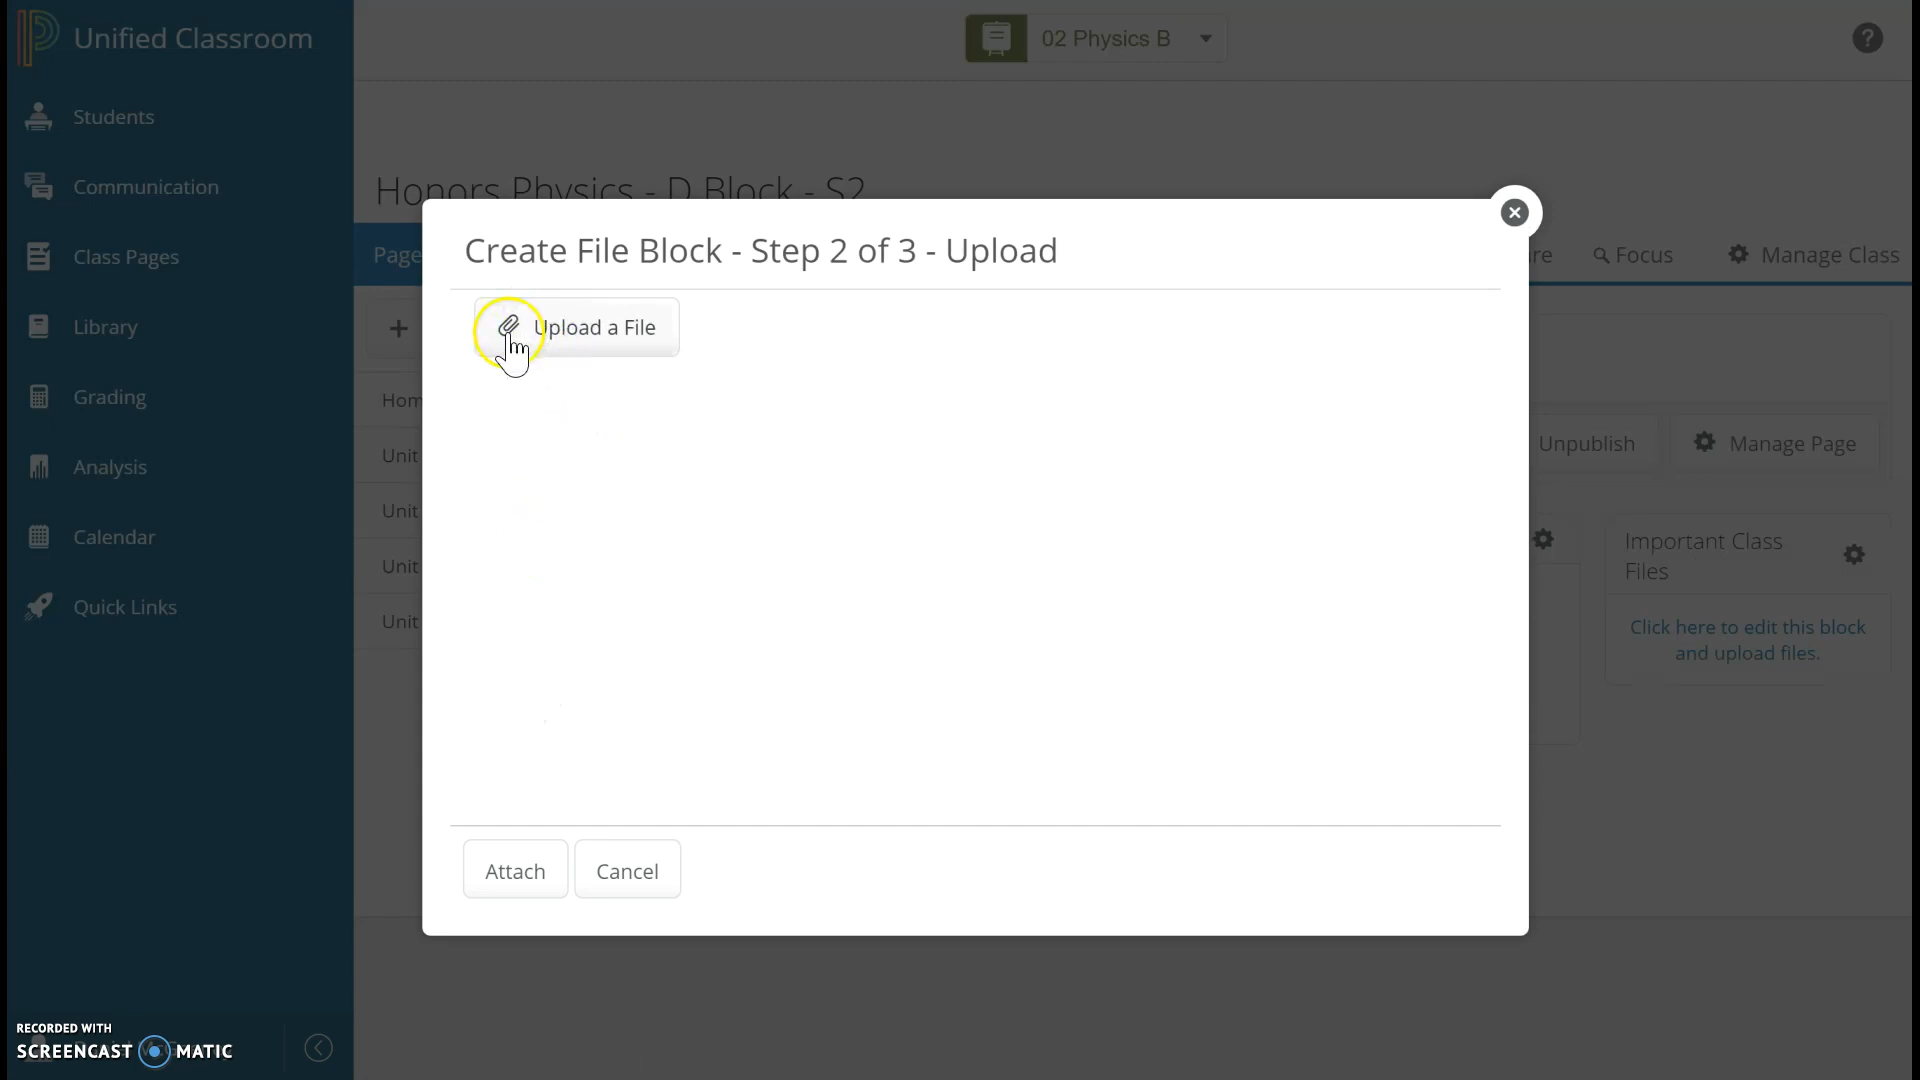 Unified Classroom
02 Physics B
?
Students
Communication
Class Pages
Library
Grading
Analysis
Calendar
Quick Links
Honors Physics - D Block - S2
Page
re
Focus
Manage Class
Create File Block - Step 2 of 3 - Upload
Upload a File
Hom
Unit
Unit
Unit
Unit
Unpublish
Manage Page
Important Class
Files
Click here to edit this block
and upload files.
Attach
Cancel
RECORDED WITH
SCREENCAST MATIC